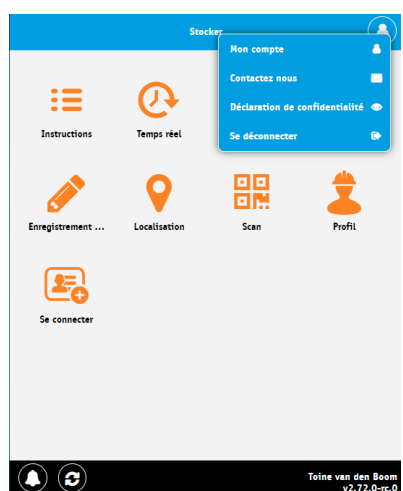 Stocker
Mon compte
Contactez nous
Déclaration de confidentialité
Se déconnecter
Instructions
Temps réel
Enregistrement ...
Localisation
Scan
Profil
Se connecter
Toine van den Boom
v2.72.0-rc.0